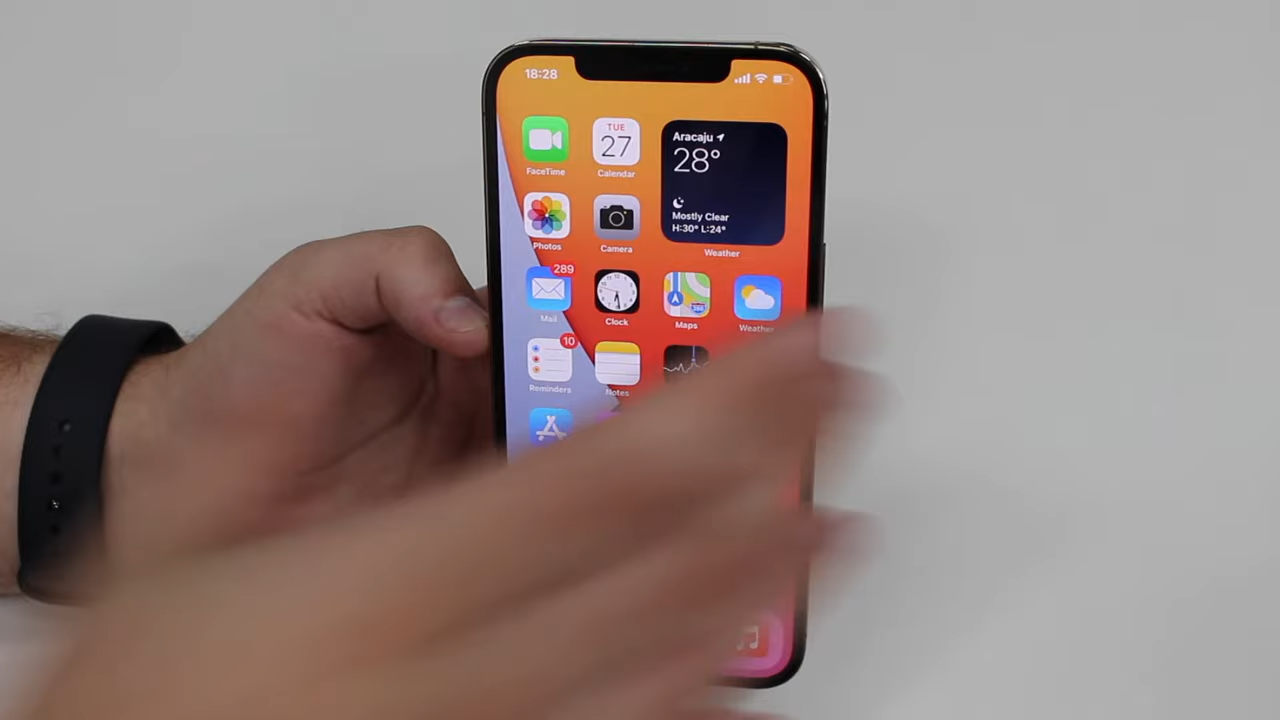 18:28
TUE
27
FaceTime
Calendar
Aracaju
28°
Mostly Clear
H:30° L:24°
Photos
Camera
Weather
289
Mail
Clock
Maps
Weather
10
Reminders
Notes